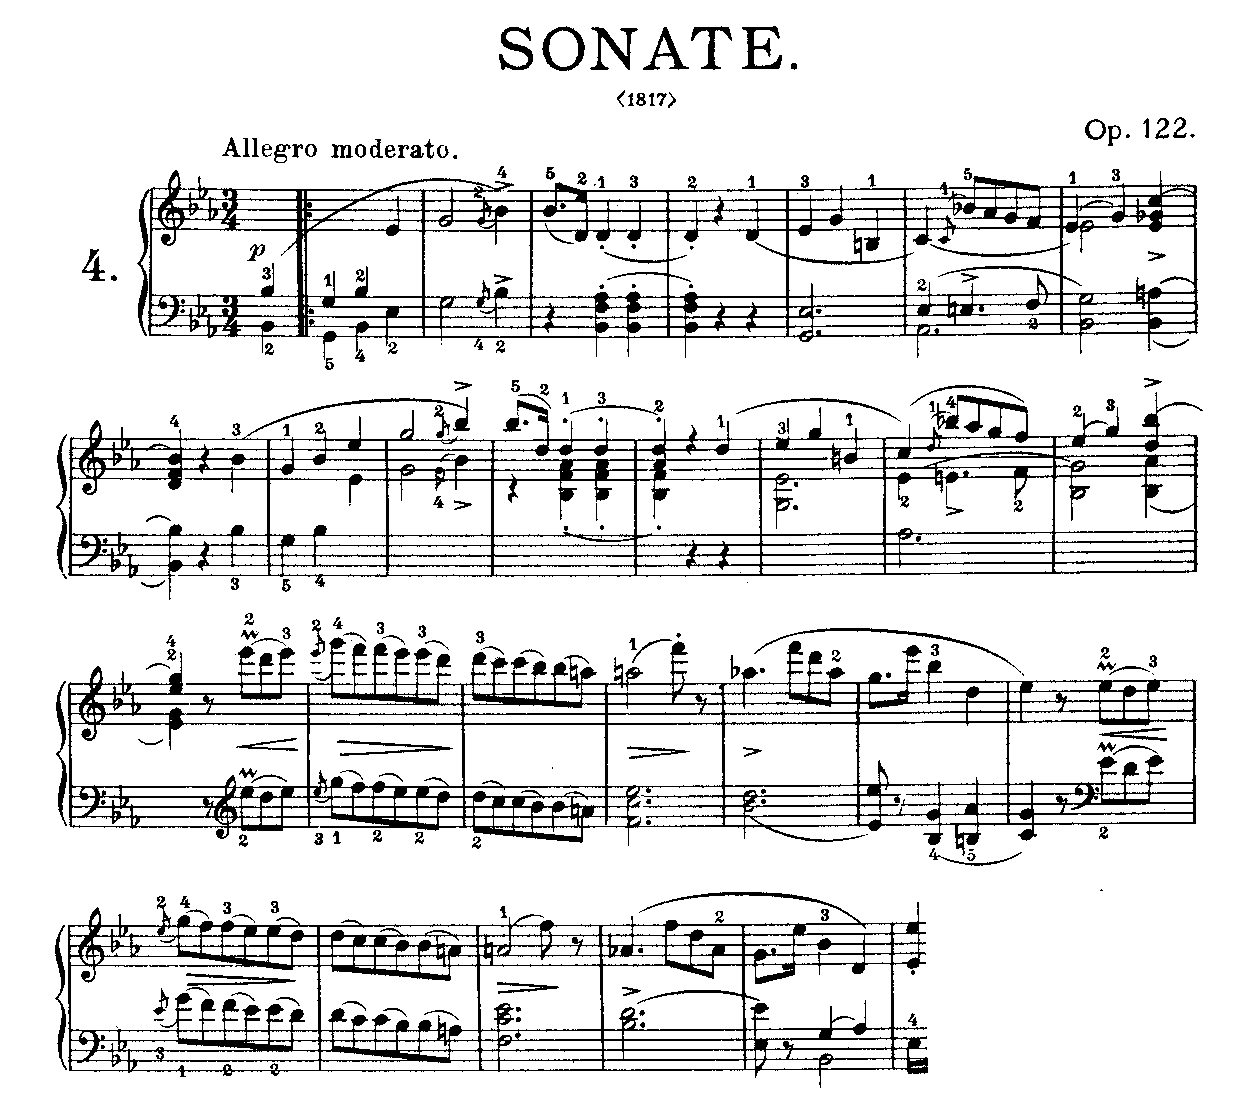 SONATE.
<1817>
Op. 122.
Allegro moderato.
4.
p